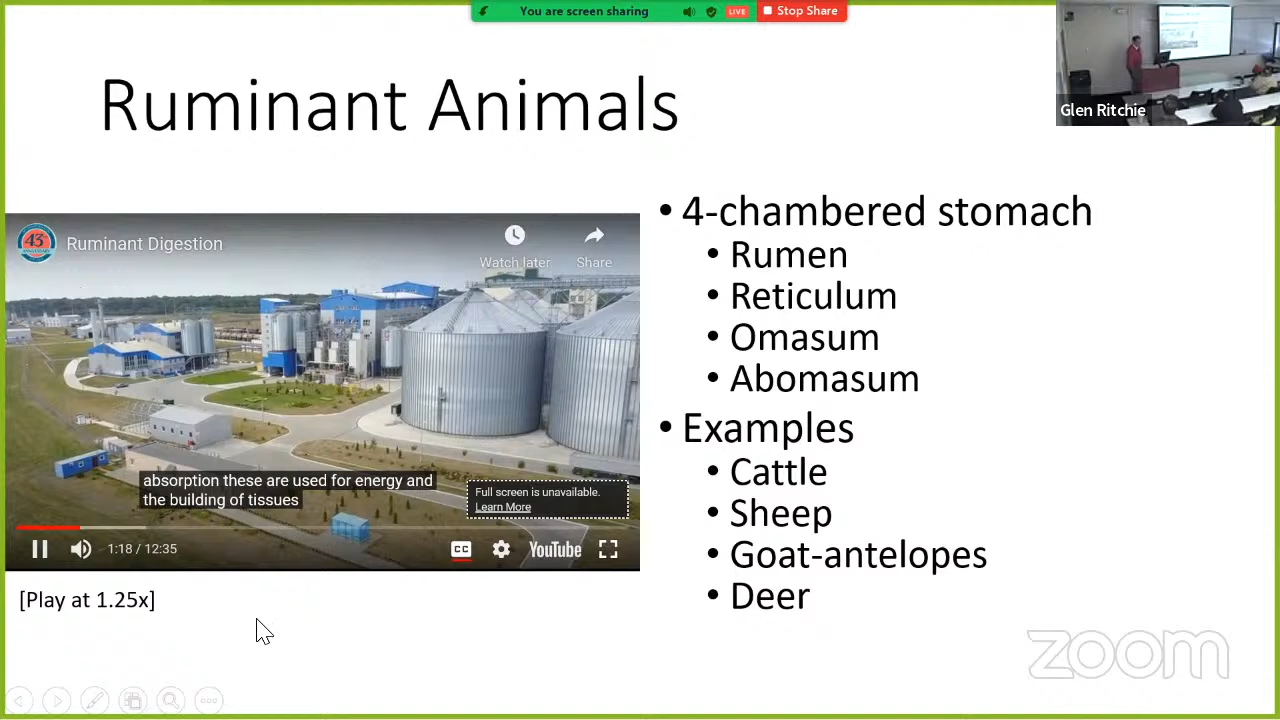 You are screen sharing
LIVE
Stop Share
Glen Ritchie
Ruminant Animals
43
Ruminant Digestion
Watch later
Share
absorption these are used for energy and
the building of tissues
Full screen is unavailable.
Learn More
1:18 / 12:35
CC
YouTube
[Play at 1.25x]
• 4-chambered stomach
• Rumen
• Reticulum
• Omasum
• Abomasum
• Examples
• Cattle
• Sheep
• Goat-antelopes
• Deer
zoom